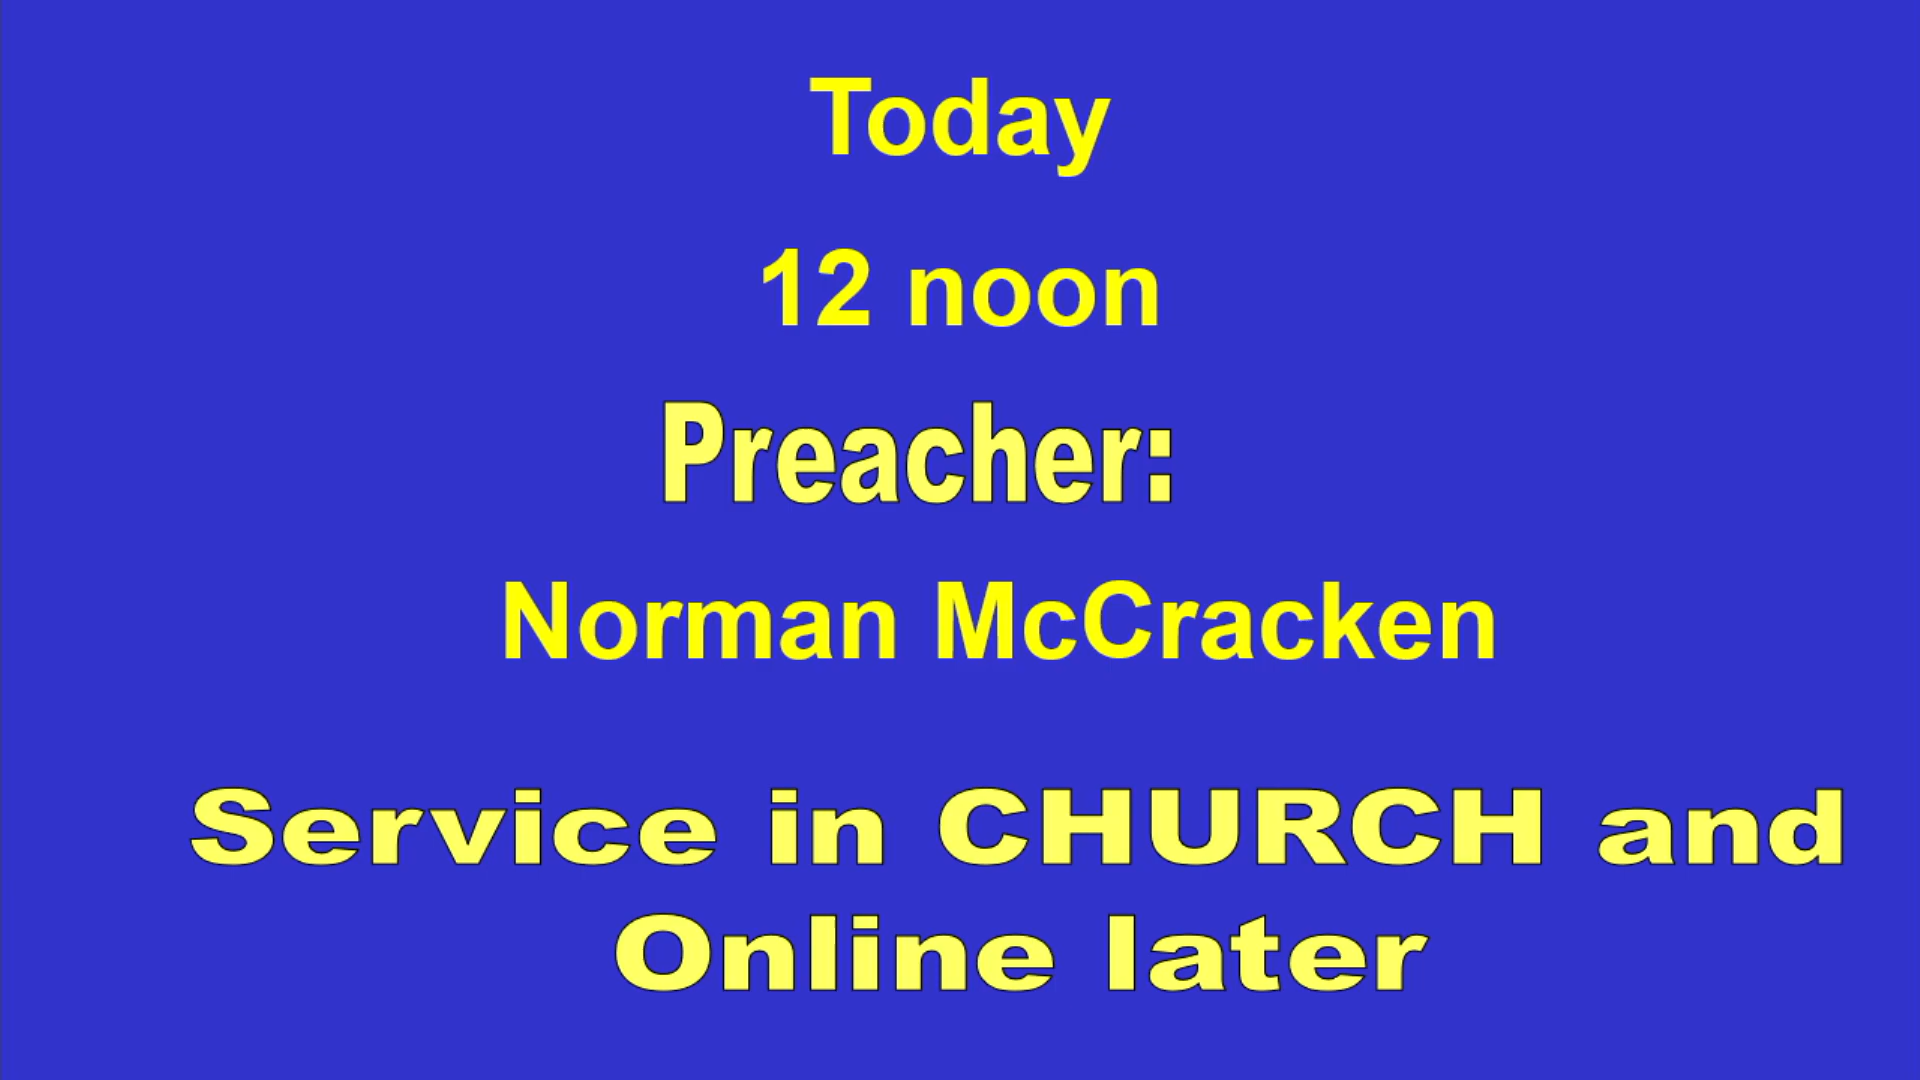 Today
12 noon
Preacher:
Norman McCracken
Service in CHURCH and
Online later